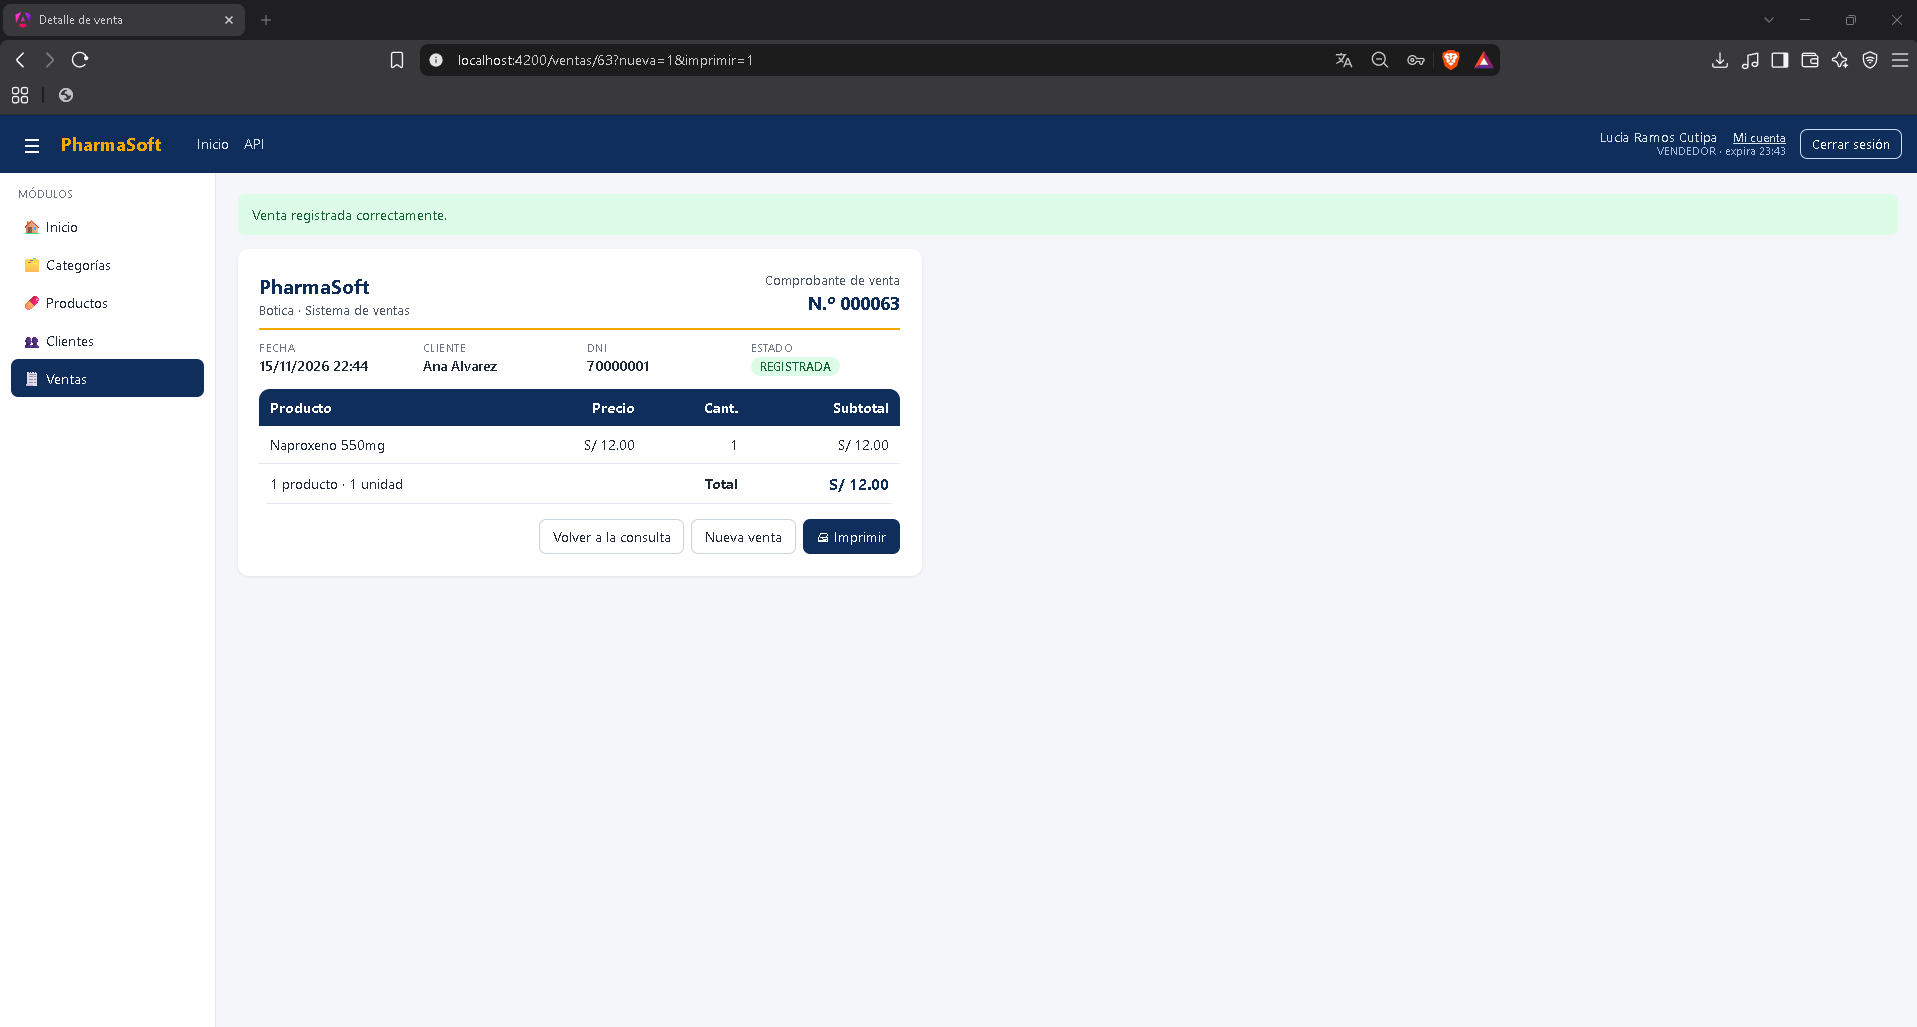 Detalle de venta
localhost:4200/ventas/63?nueva=1&imprimir=1
PharmaSoft
Inicio
API
Lucia Ramos Cutipa
Mi cuenta
VENDEDOR · expira 23:43
Cerrar sesión
MÓDULOS
Inicio
Categorías
Productos
Clientes
Ventas
Venta registrada correctamente.
PharmaSoft
Botica · Sistema de ventas
Comprobante de venta
N.º 000063
FECHA CLIENTE DNI ESTADO
15/11/2026 22:44 Ana Alvarez 70000001 REGISTRADA
Producto Precio Cant. Subtotal
Naproxeno 550mg S/ 12.00 1 S/ 12.00
1 producto · 1 unidad Total S/ 12.00
Volver a la consulta
Nueva venta
Imprimir